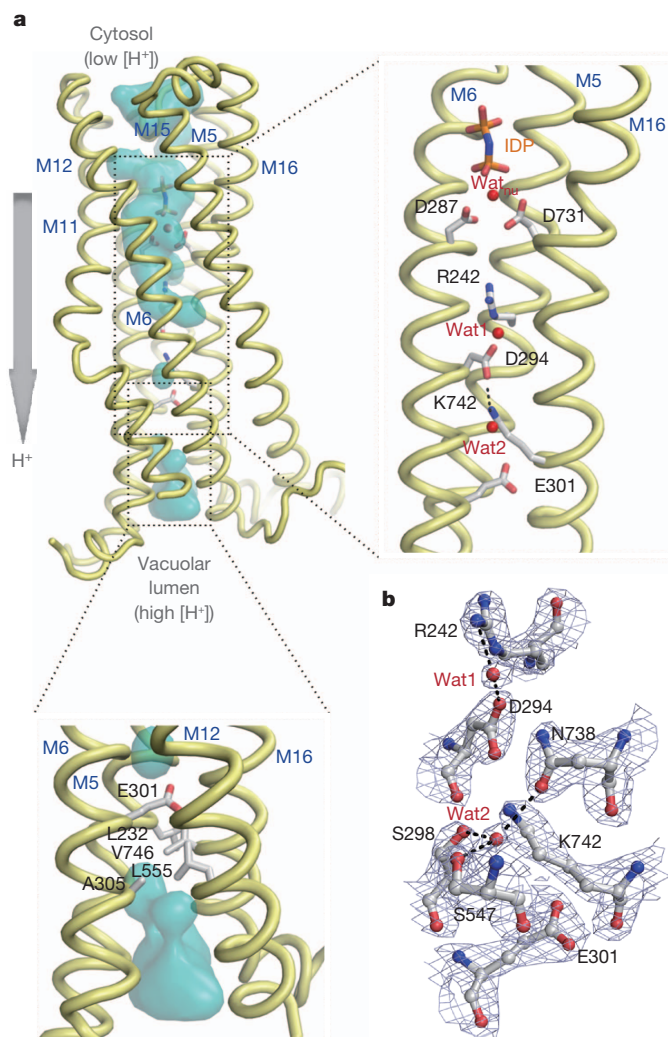 a
Cytosol
(low [H⁺])
M15
M5
M12
M16
M11
M6
H⁺
Vacuolar
lumen
(high [H⁺])
M5
M6
M16
IDP
Watₙᵤ
D287
D731
R242
Wat1
D294
K742
Wat2
E301
M12
M6
M16
M5
E301
L232
V746
L555
A305
b
R242
Wat1
D294
N738
Wat2
S298
K742
S547
E301